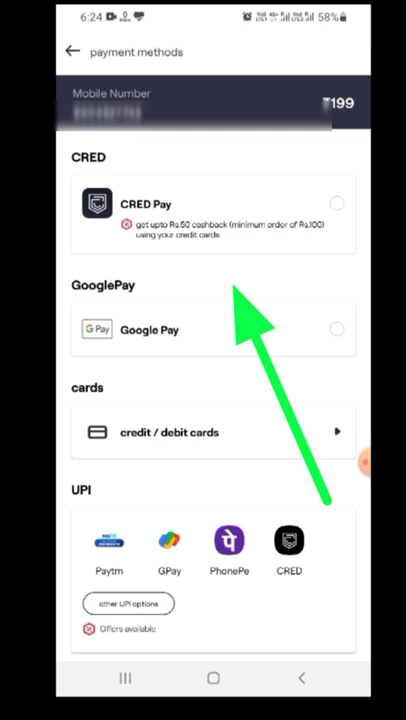 6:24
58%
payment methods
Mobile Number
₹199
CRED
CRED Pay
get upto Rs.50 cashback (minimum order of Rs.100)
using your credit cards
GooglePay
G Pay
Google Pay
cards
credit / debit cards
UPI
Paytm
GPay
PhonePe
CRED
other UPI options
Offers available